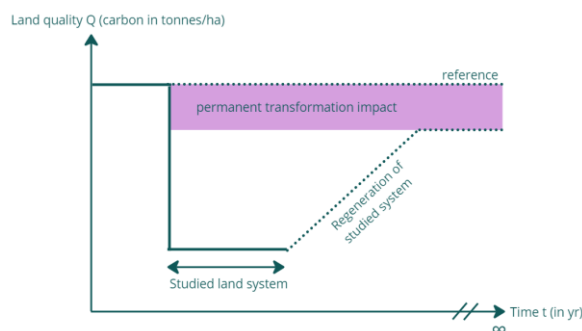 Land quality Q (carbon in tonnes/ha)
reference
permanent transformation impact
Regeneration of
studied system
Studied land system
Time t (in yr)
∞